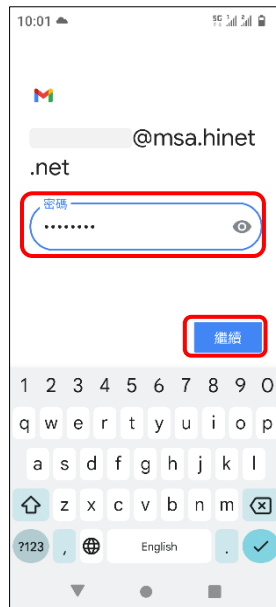 10:01
5G
@msa.hinet
.net
密碼
••••••••
繼續
1 2 3 4 5 6 7 8 9 0
q w e r t y u i o p
a s d f g h j k l
z x c v b n m
?123 , English .